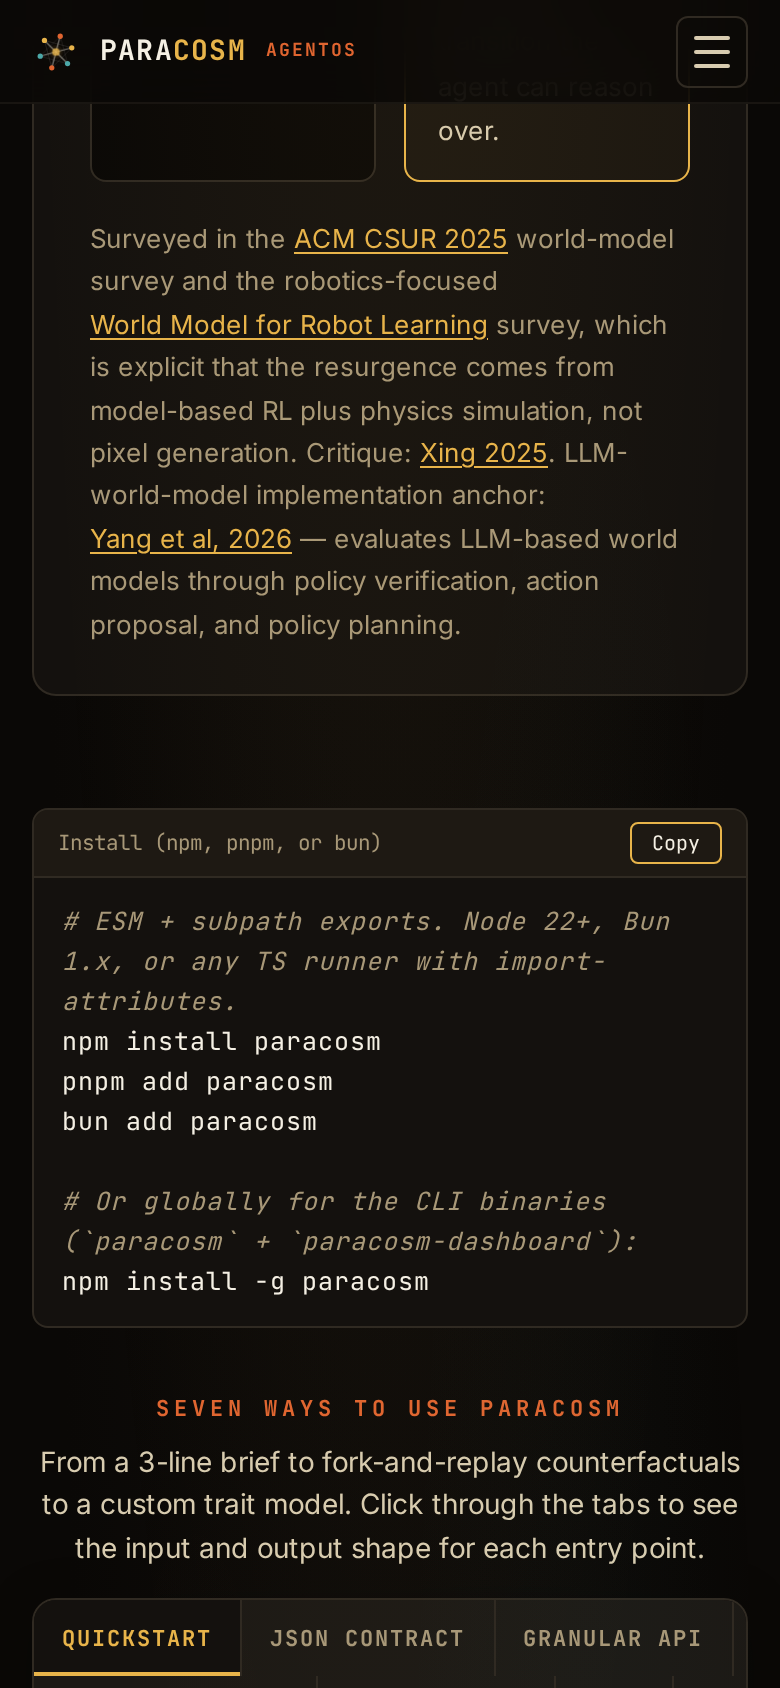 PARACOSM AGENTOS
agent can reason
over.
Surveyed in the ACM CSUR 2025 world-model
survey and the robotics-focused
World Model for Robot Learning survey, which
is explicit that the resurgence comes from
model-based RL plus physics simulation, not
pixel generation. Critique: Xing 2025. LLM-
world-model implementation anchor:
Yang et al, 2026 — evaluates LLM-based world
models through policy verification, action
proposal, and policy planning.
Install (npm, pnpm, or bun) Copy
# ESM + subpath exports. Node 22+, Bun
1.x, or any TS runner with import-
attributes.
npm install paracosm
pnpm add paracosm
bun add paracosm
# Or globally for the CLI binaries
(`paracosm` + `paracosm-dashboard`):
npm install -g paracosm
SEVEN WAYS TO USE PARACOSM
From a 3-line brief to fork-and-replay counterfactuals
to a custom trait model. Click through the tabs to see
the input and output shape for each entry point.
QUICKSTART JSON CONTRACT GRANULAR API